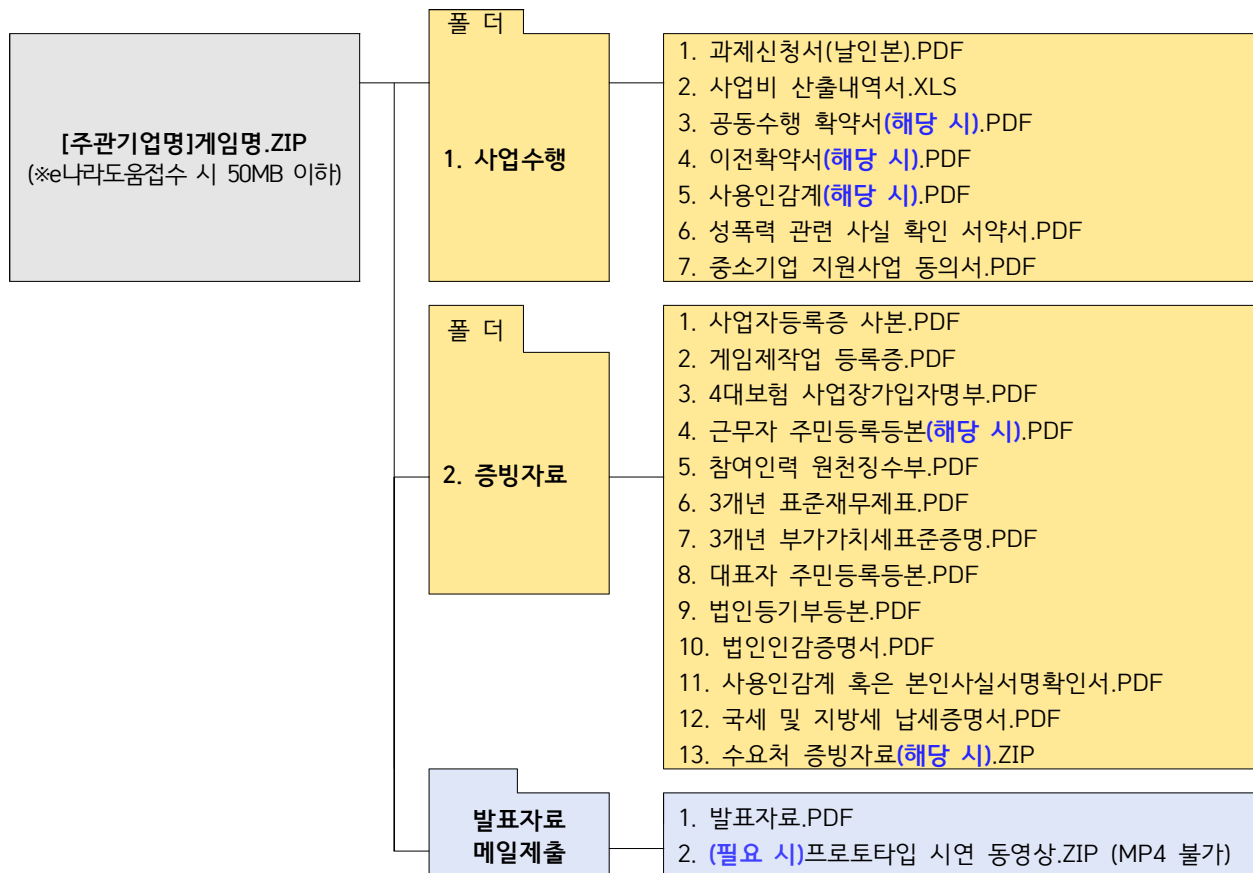 [주관기업명]게임명.ZIP
(※e나라도움접수 시 50MB 이하)
폴 더
1. 사업수행
1. 과제신청서(날인본).PDF
2. 사업비 산출내역서.XLS
3. 공동수행 확약서(해당 시).PDF
4. 이전확약서(해당 시).PDF
5. 사용인감계(해당 시).PDF
6. 성폭력 관련 사실 확인 서약서.PDF
7. 중소기업 지원사업 동의서.PDF
폴 더
2. 증빙자료
1. 사업자등록증 사본.PDF
2. 게임제작업 등록증.PDF
3. 4대보험 사업장가입자명부.PDF
4. 근무자 주민등록등본(해당 시).PDF
5. 참여인력 원천징수부.PDF
6. 3개년 표준재무제표.PDF
7. 3개년 부가가치세표준증명.PDF
8. 대표자 주민등록등본.PDF
9. 법인등기부등본.PDF
10. 법인인감증명서.PDF
11. 사용인감계 혹은 본인사실서명확인서.PDF
12. 국세 및 지방세 납세증명서.PDF
13. 수요처 증빙자료(해당 시).ZIP
발표자료
메일제출
1. 발표자료.PDF
2. (필요 시)프로토타입 시연 동영상.ZIP (MP4 불가)